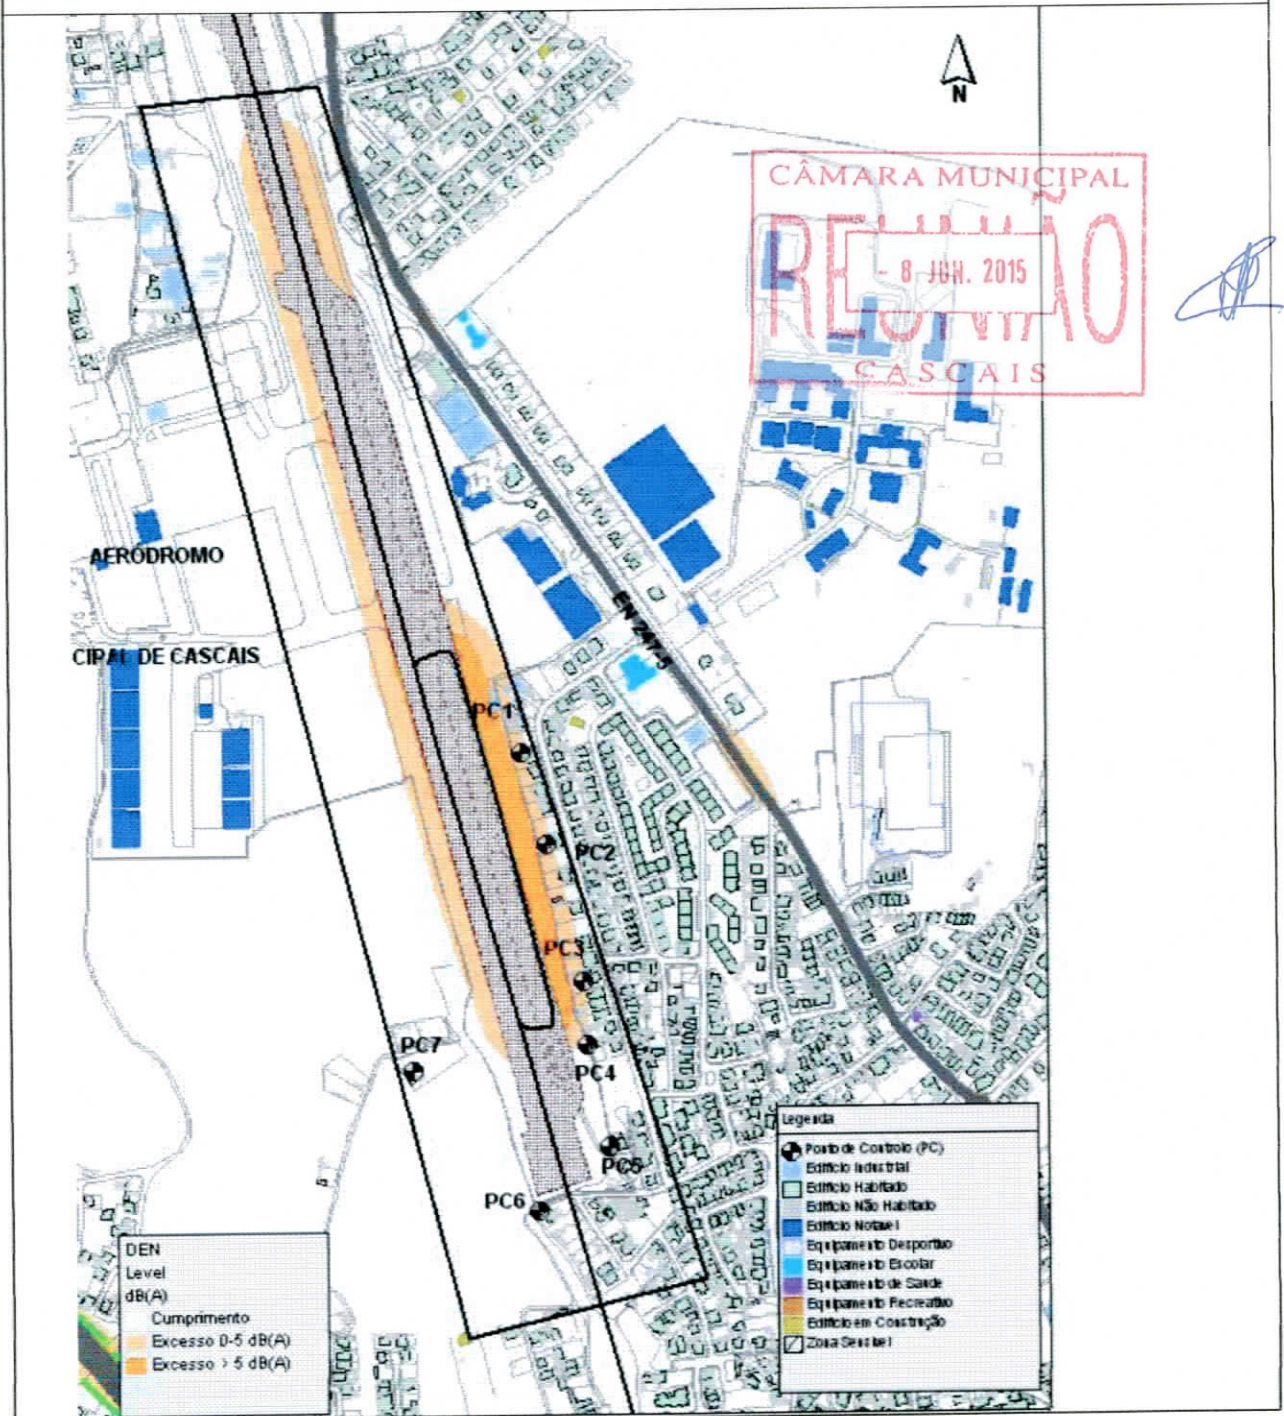 N
CÂMARA MUNICIPAL
REUNIÃO
- 8 JUN. 2015
CASCAIS
AERÓDROMO
EN 247-5
CIPAL DE CASCAIS
PC1
PC2
PC3
PC7
PC4
PC5
PC6
Legenda
Ponto de Controlo (PC)
Edifício Industrial
Edifício Habitado
Edifício Não Habitado
Edifício Notável
Equipamento Desportivo
Equipamento Escolar
Equipamento de Saúde
Equipamento Recreativo
Edifício em Construção
Zona Sensível
DEN
Level
dB(A)
Cumprimento
Excesso 0-5 dB(A)
Excesso > 5 dB(A)